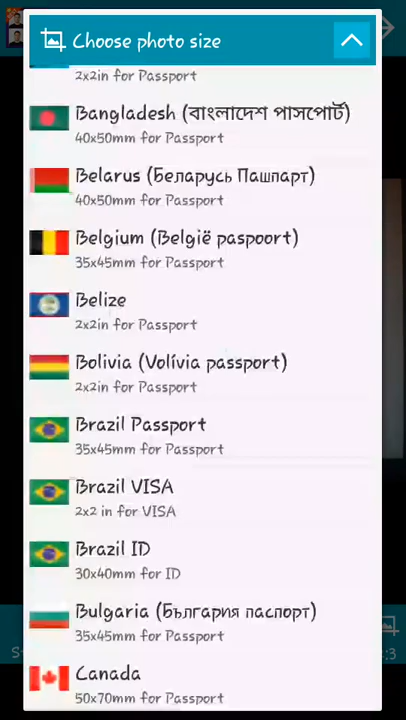 Choose photo size
2x2in for Passport
Bangladesh (বাংলাদেশ পাসপোর্ট)
40x50mm for Passport
Belarus (Беларусь Пашпарт)
40x50mm for Passport
Belgium (België paspoort)
35x45mm for Passport
Belize
2x2in for Passport
Bolivia (Volívia passport)
2x2in for Passport
Brazil Passport
35x45mm for Passport
Brazil VISA
2x2 in for VISA
Brazil ID
30x40mm for ID
Bulgaria (България паспорт)
35x45mm for Passport
Canada
50x70mm for Passport